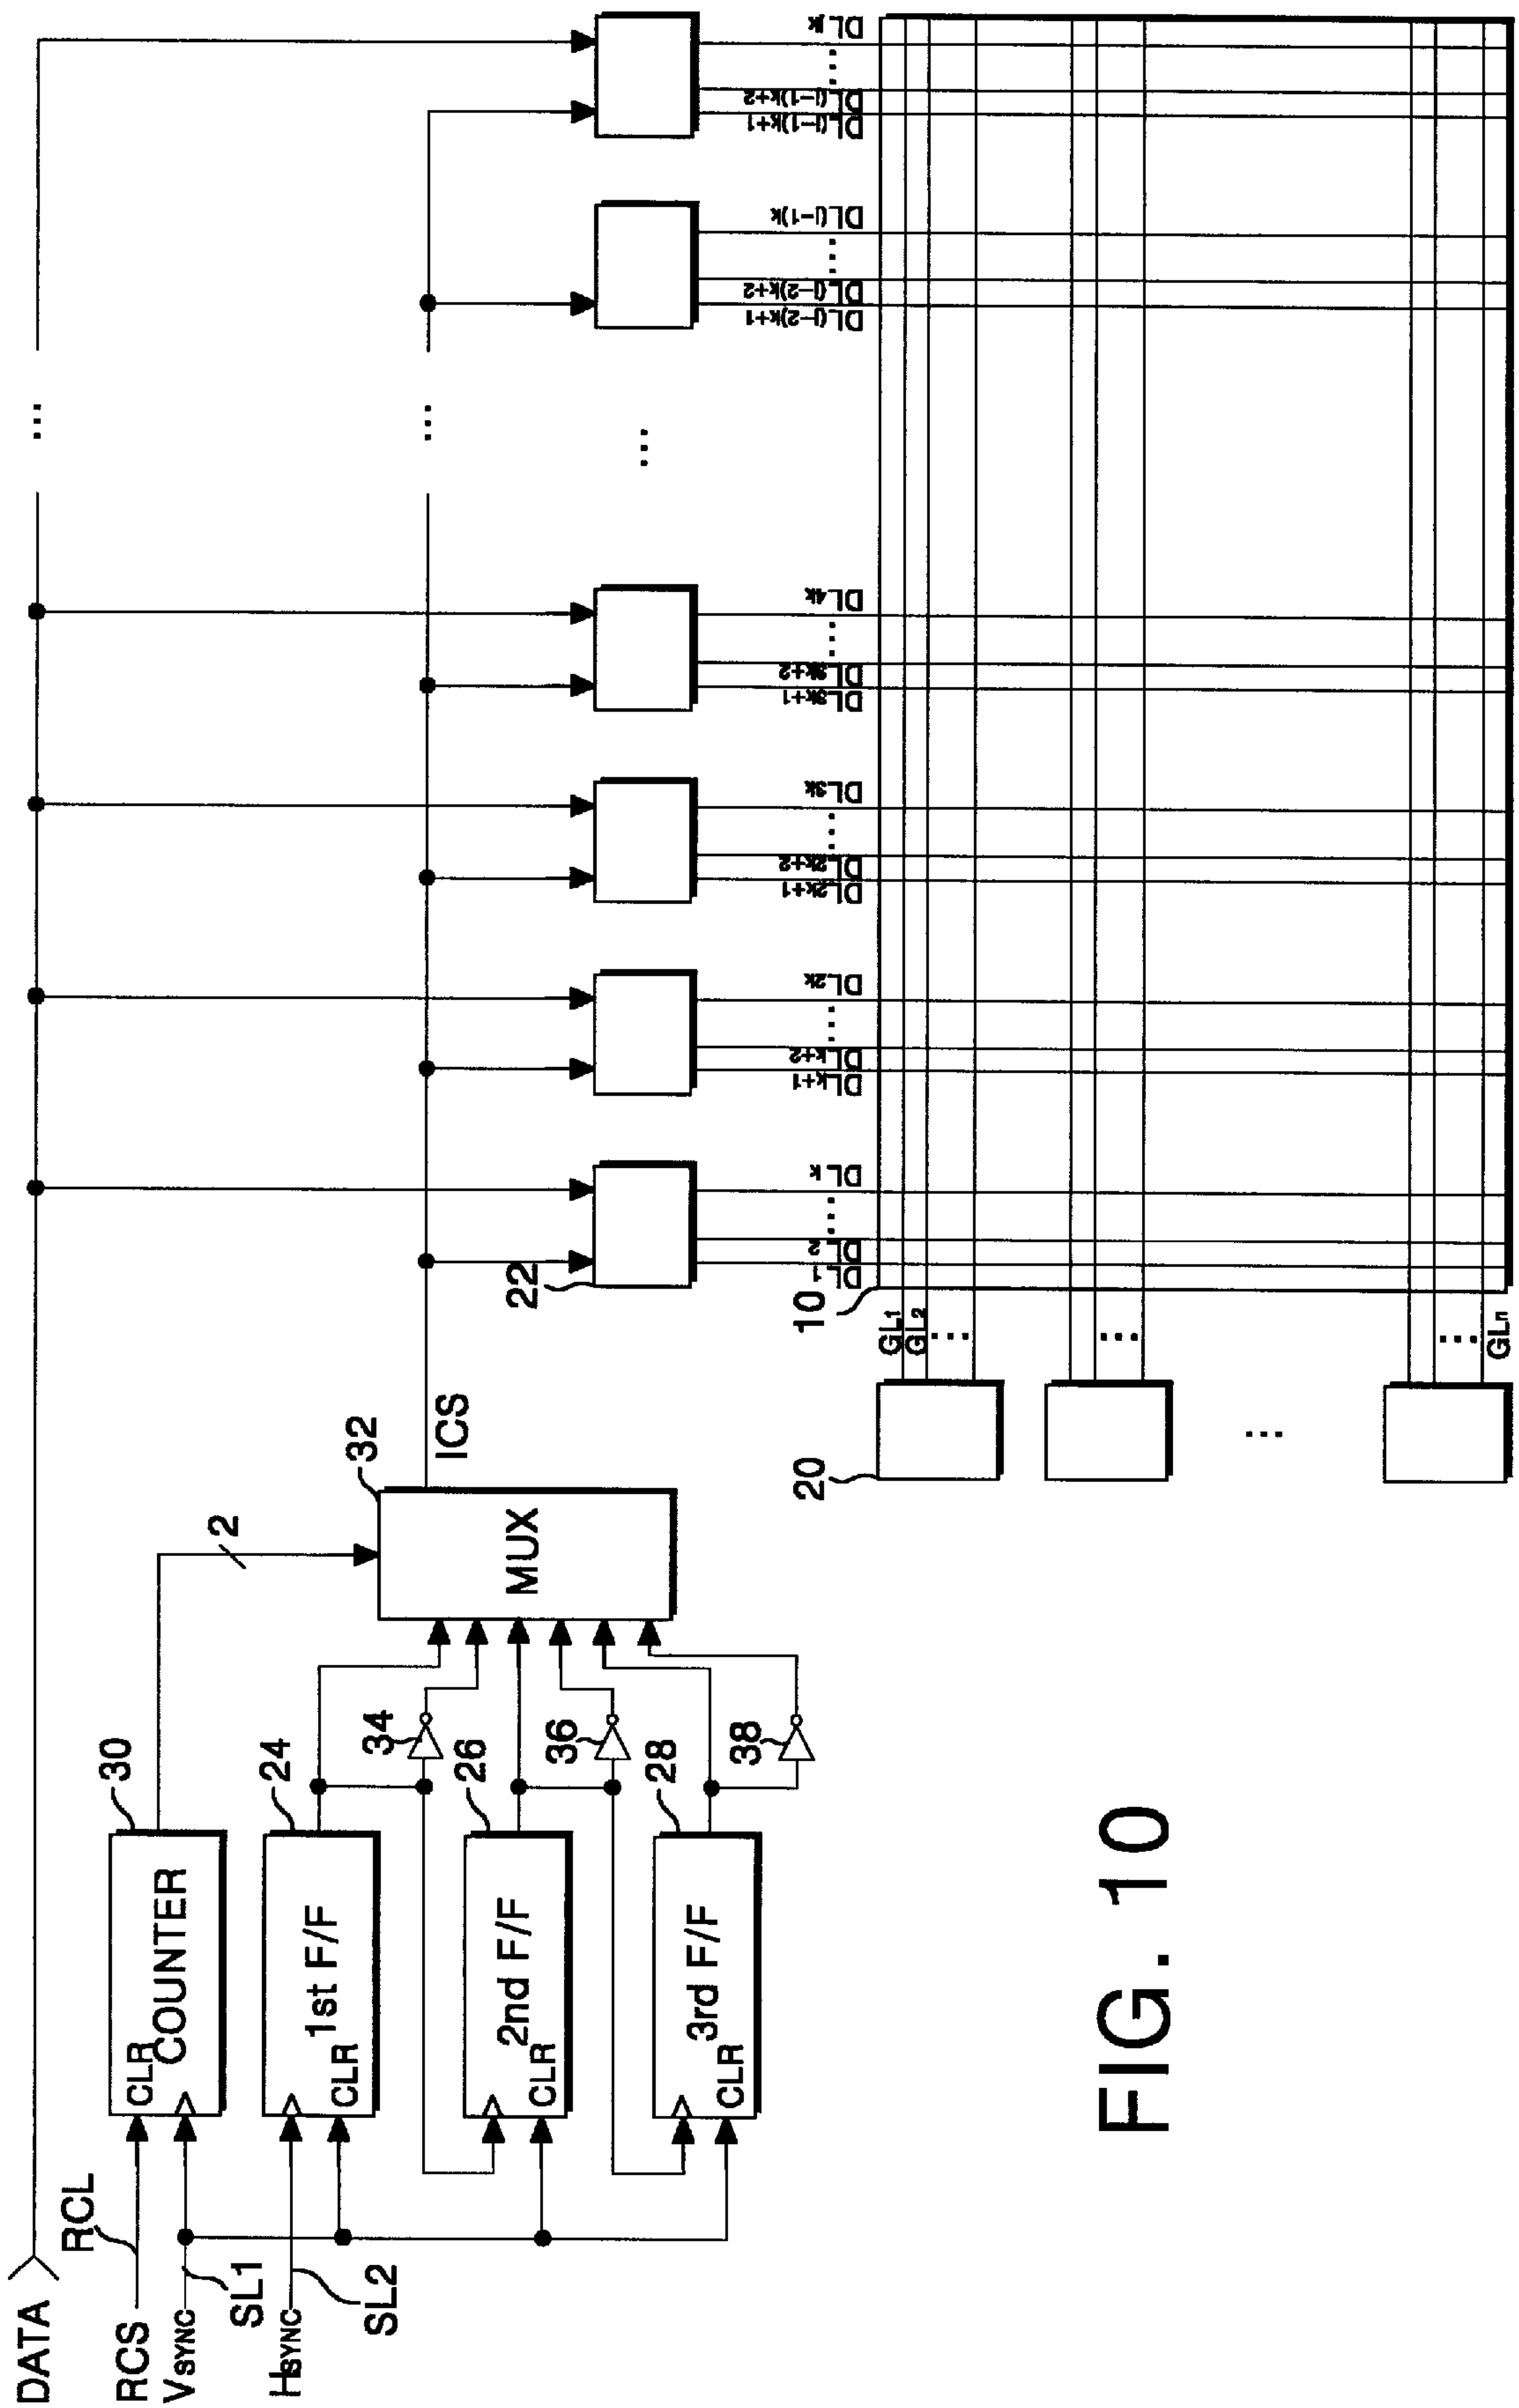 DATA
RCS
RCL
VSYNC
SL1
HSYNC
SL2
CLR
COUNTER
30
1st F/F
CLR
24
2nd F/F
CLR
26
3rd F/F
CLR
28
34
36
38
2
MUX
32
ICS
22
DL1
DL2
...
DLk
DLk+1
DLk+2
...
DL2k
DL2k+1
DL2k+2
...
DL3k
DL3k+1
DL3k+2
...
DL4k
...
...
...
DL(j-2)k+1
DL(j-2)k+2
...
DL(j-1)k
DL(j-1)k+1
DL(j-1)k+2
...
DLjk
10
20
GL1
GL2
...
...
...
...
GLn
FIG. 10